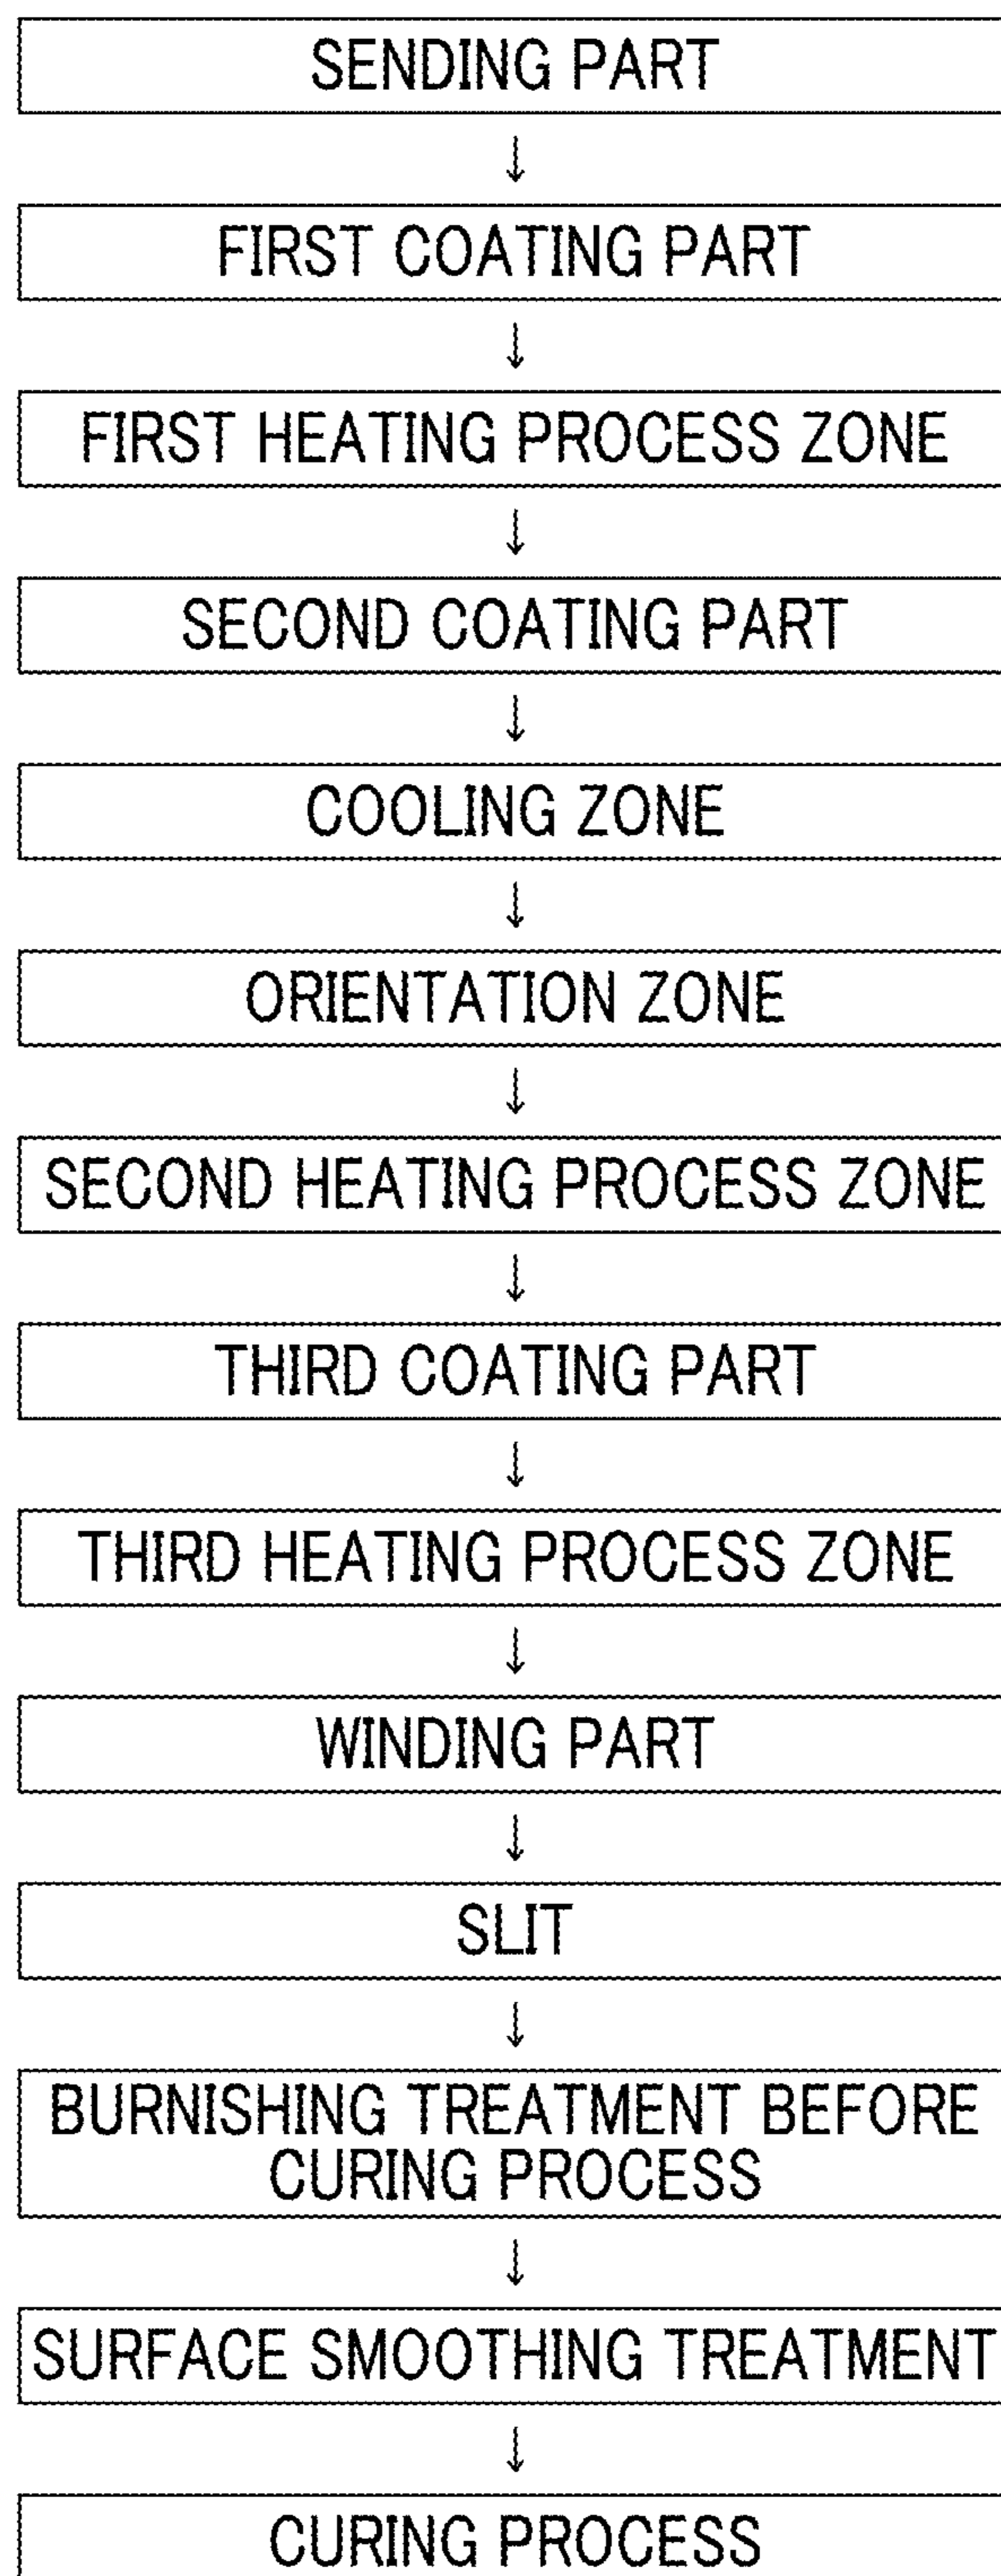 SENDING PART
↓
FIRST COATING PART
↓
FIRST HEATING PROCESS ZONE
↓
SECOND COATING PART
↓
COOLING ZONE
↓
ORIENTATION ZONE
↓
SECOND HEATING PROCESS ZONE
↓
THIRD COATING PART
↓
THIRD HEATING PROCESS ZONE
↓
WINDING PART
↓
SLIT
↓
BURNISHING TREATMENT BEFORE
CURING PROCESS
↓
SURFACE SMOOTHING TREATMENT
↓
CURING PROCESS